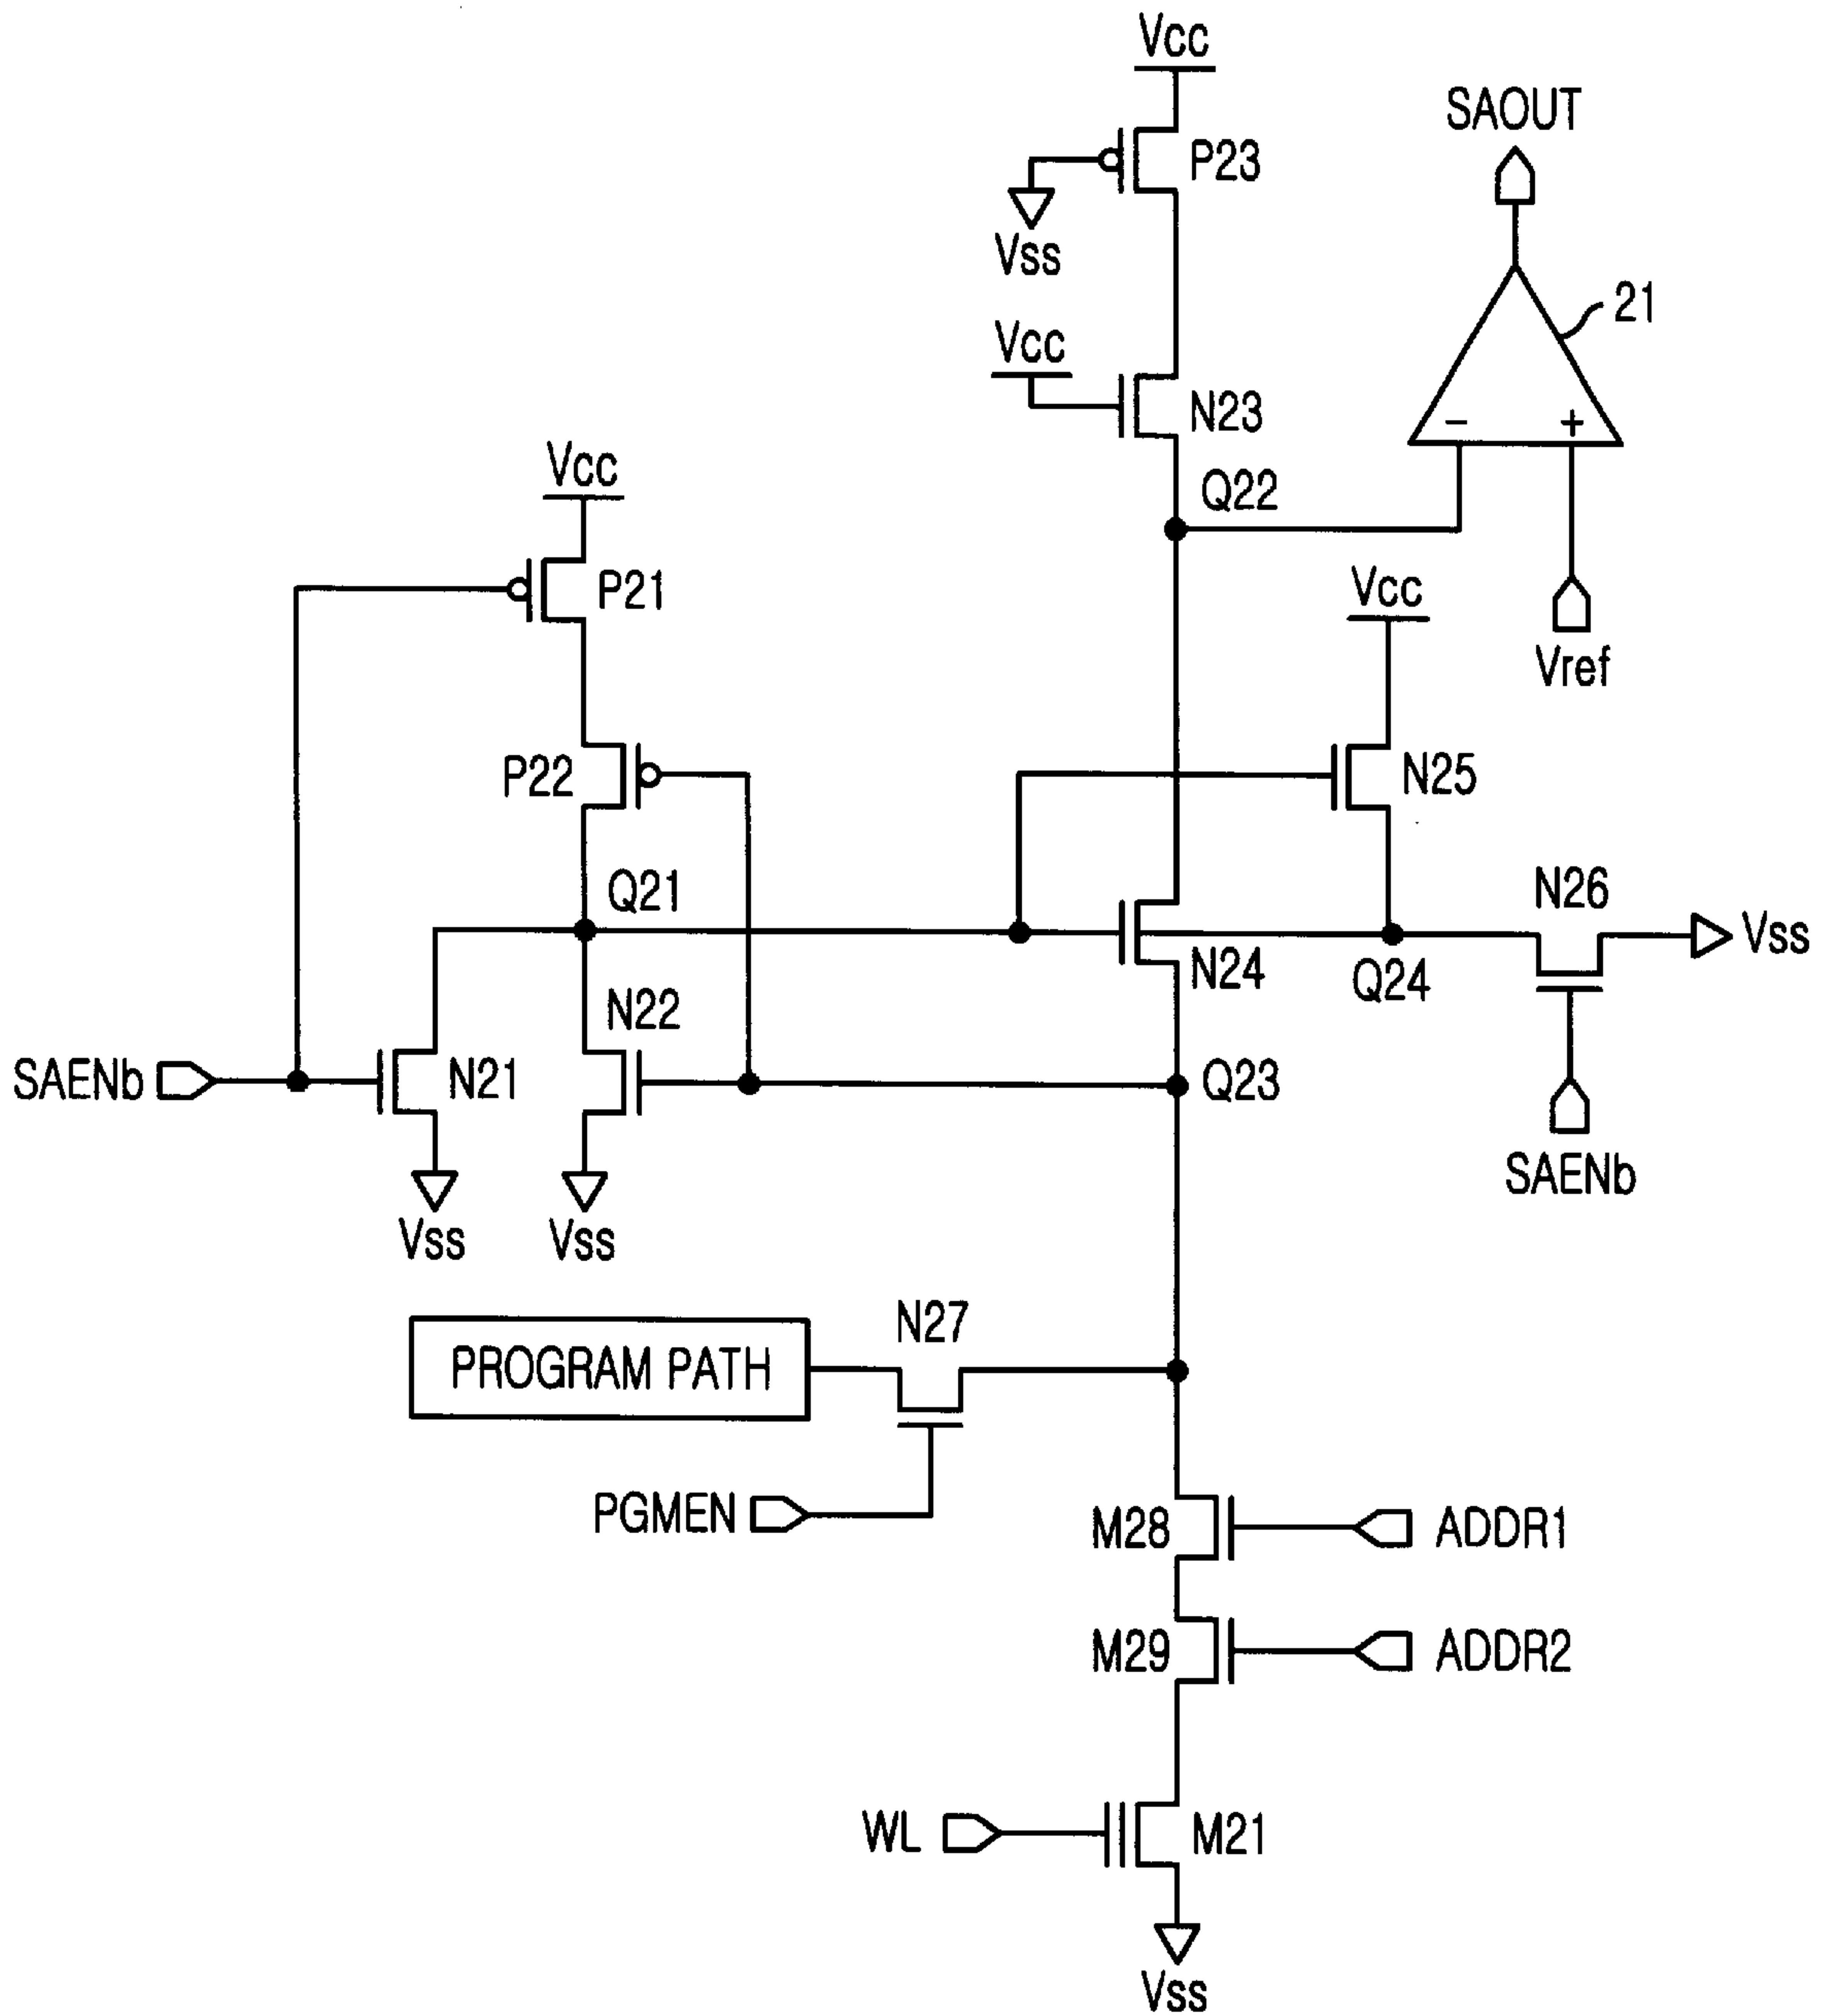 Vcc
SAOUT
P23
Vss
21
Vcc
N23
- +
Vcc
Q22
P21
Vcc
Vref
P22
N25
Q21
N26
Vss
N24
Q24
N22
SAENb
N21
Q23
SAENb
Vss
Vss
N27
PROGRAM PATH
PGMEN
M28
ADDR1
M29
ADDR2
WL
M21
Vss